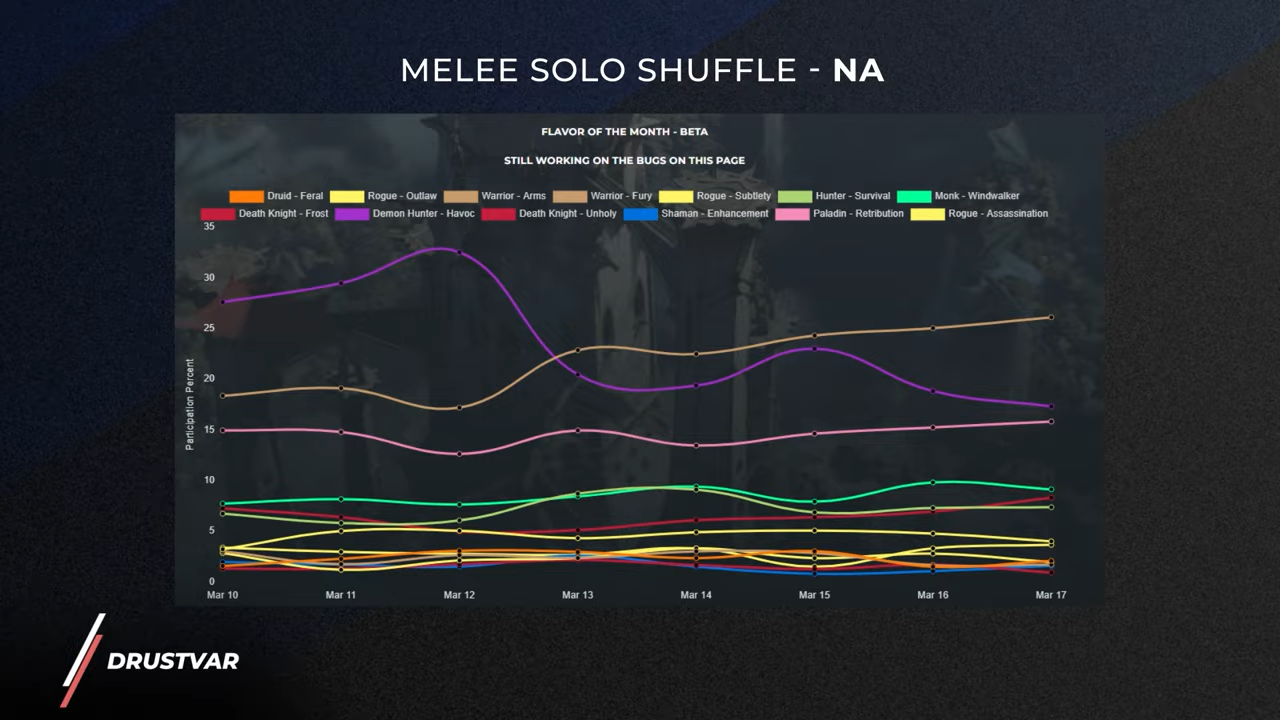 MELEE SOLO SHUFFLE - NA
FLAVOR OF THE MONTH - BETA
STILL WORKING ON THE BUGS ON THIS PAGE
Druid - Feral Rogue - Outlaw Warrior - Arms Warrior - Fury Rogue - Subtlety Hunter - Survival Monk - Windwalker
Death Knight - Frost Demon Hunter - Havoc Death Knight - Unholy Shaman - Enhancement Paladin - Retribution Rogue - Assassination
35
30
25
20
15
10
5
0
Participation Percent
Mar 10 Mar 11 Mar 12 Mar 13 Mar 14 Mar 15 Mar 16 Mar 17
DRUSTVAR